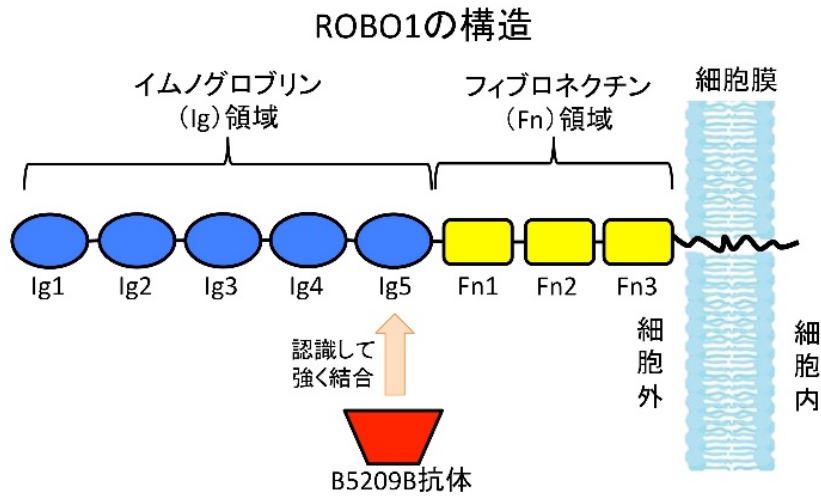 ROBO1の構造
イムノグロブリン
（Ig）領域
フィブロネクチン
（Fn）領域
細胞膜
Ig1
Ig2
Ig3
Ig4
Ig5
Fn1
Fn2
Fn3
認識して
強く結合
細胞外
細胞内
B5209B抗体